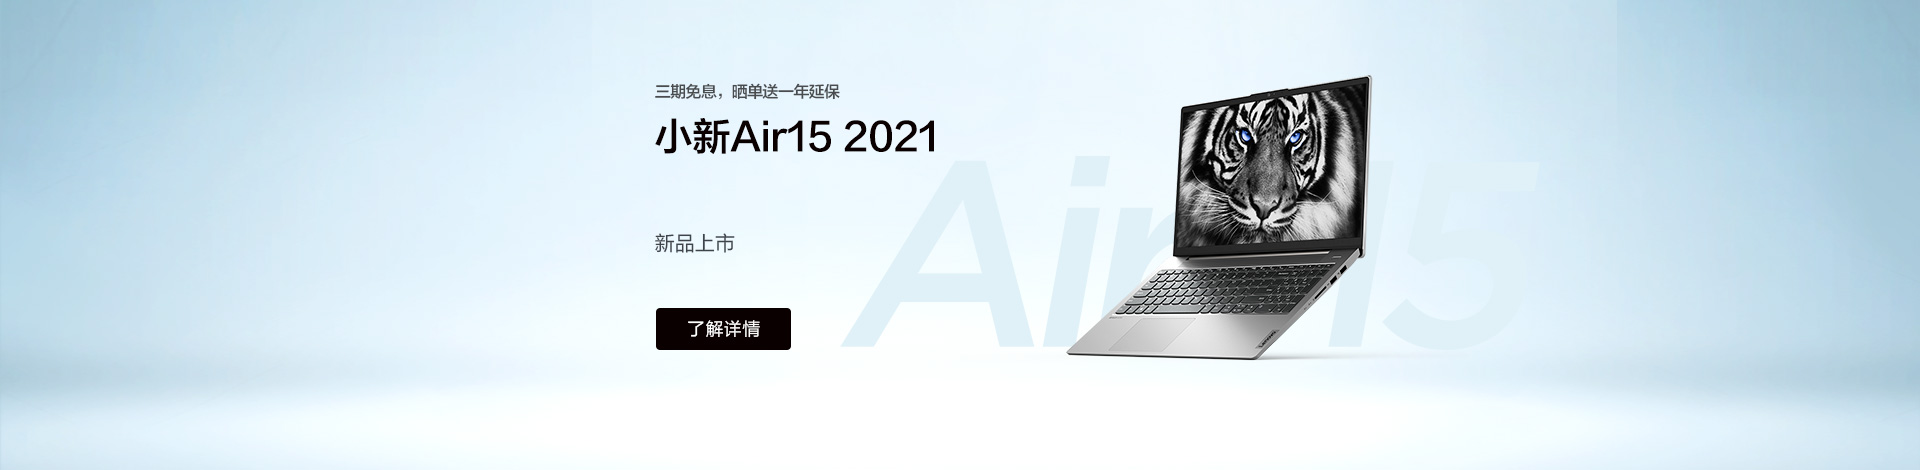 三期免息，晒单送一年延保
小新Air15 2021
新品上市
了解详情
Air15
Lenovo